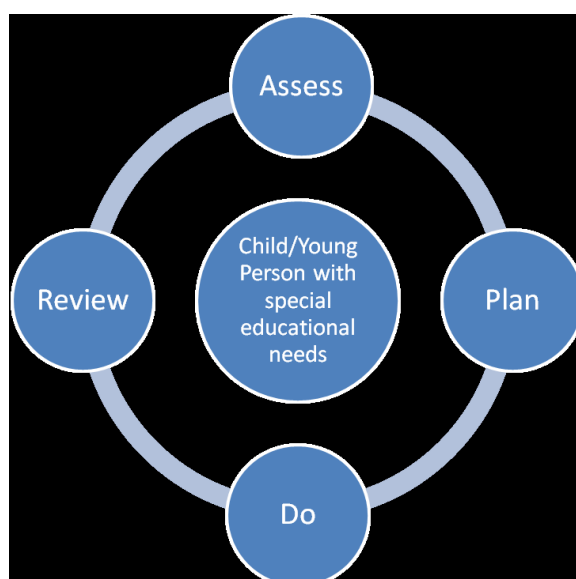 Assess
Child/Young
Person with
special
educational
needs
Review
Plan
Do